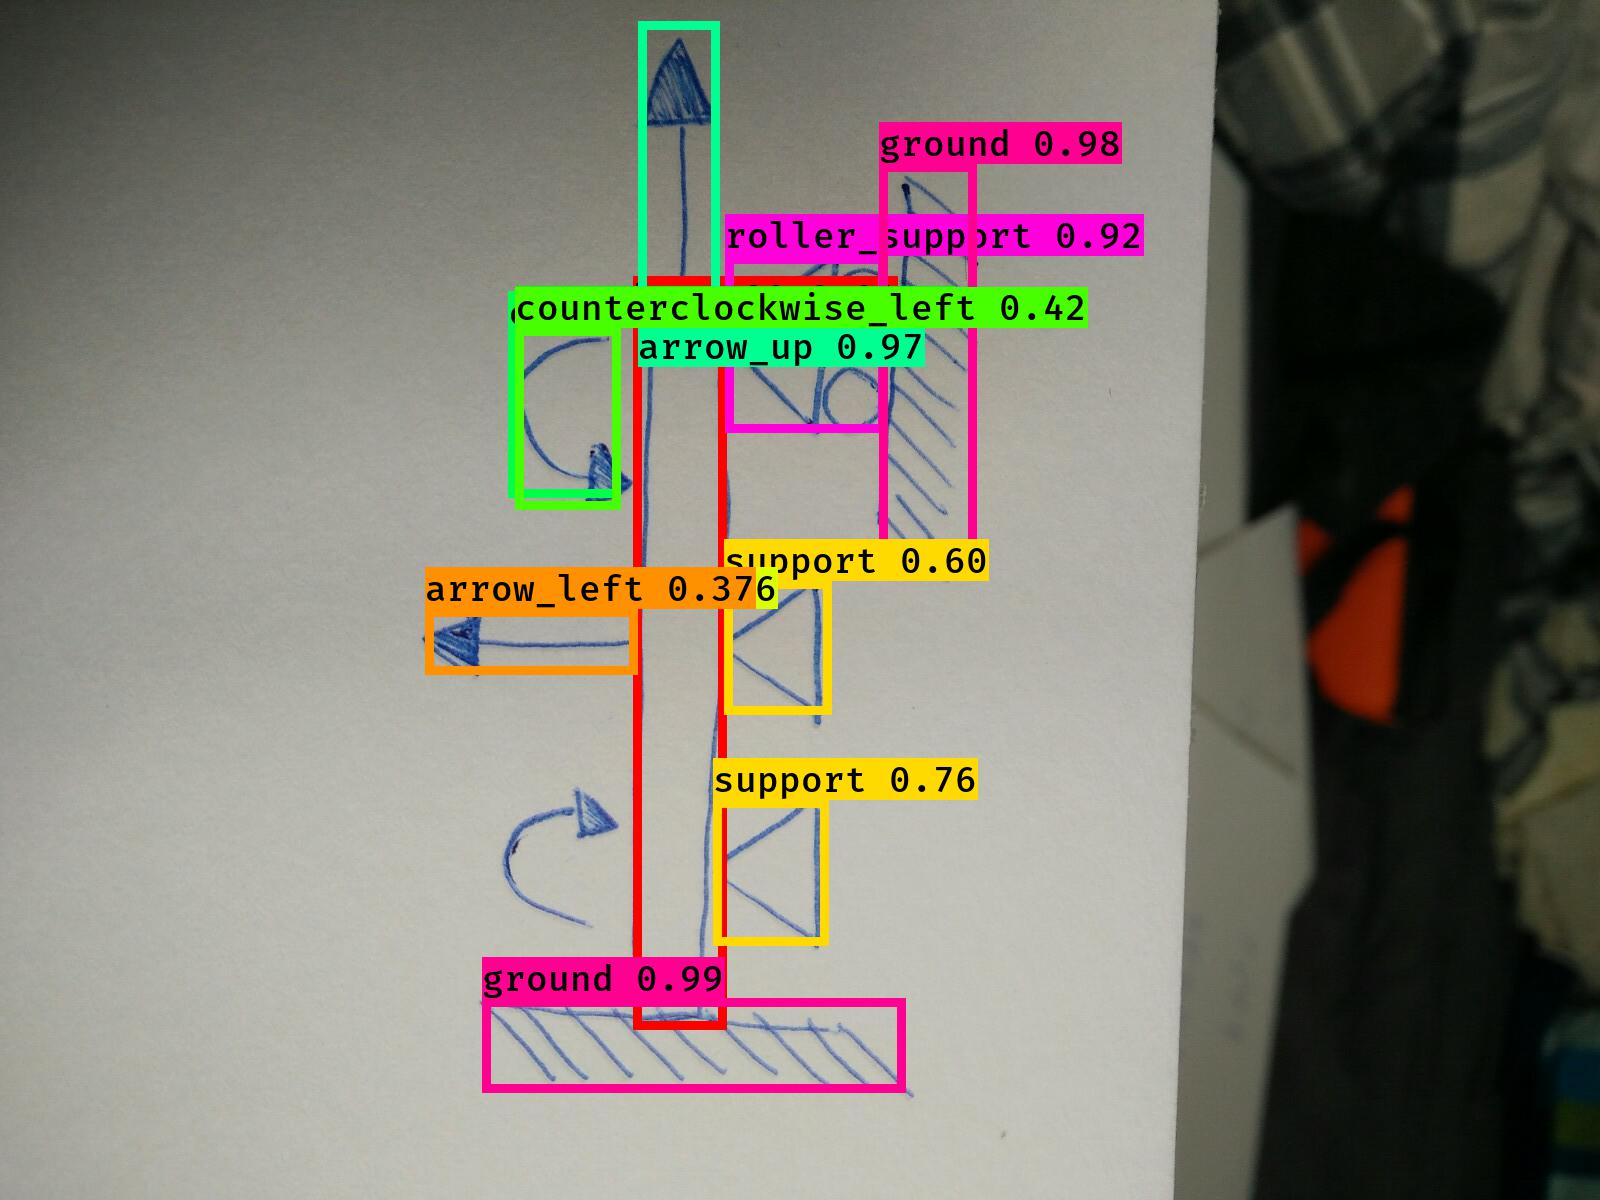 ground 0.98
roller_support 0.92
counterclockwise_left 0.42
arrow_up 0.97
support 0.60
arrow_left 0.37
support 0.76
ground 0.99